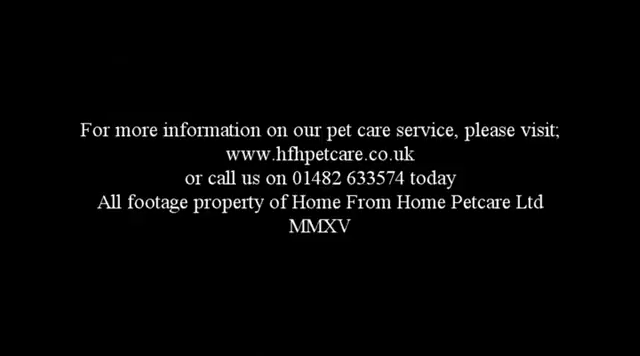 For more information on our pet care service, please visit;
www.hfhpetcare.co.uk
or call us on 01482 633574 today
All footage property of Home From Home Petcare Ltd
MMXV